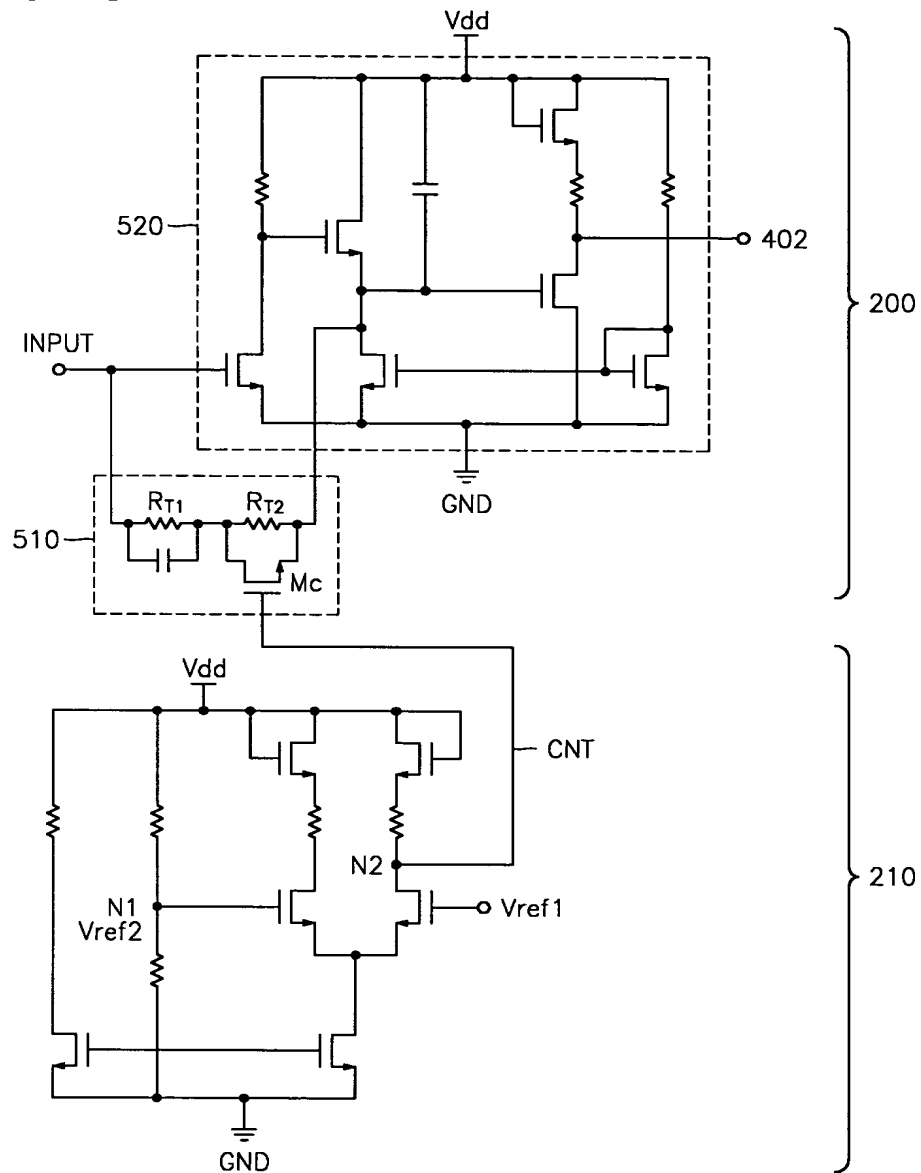 Vdd
520
402
200
INPUT
GND
RT1
RT2
510
Mc
Vdd
CNT
N2
210
N1
Vref1
Vref2
GND